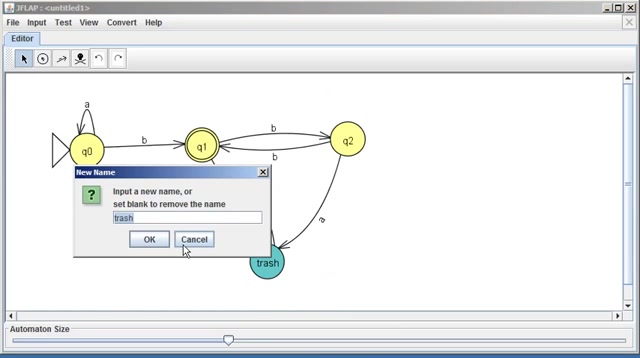 JFLAP : <untitled1>
File Input Test View Convert Help
Editor
a
q0
b
q1
b
b
q2
New Name
Input a new name, or
set blank to remove the name
trash
OK Cancel
a
trash
Automaton Size